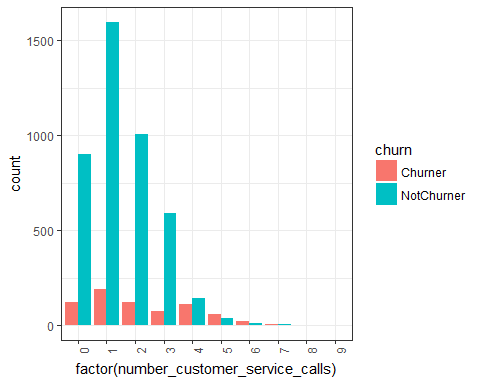 count
1500
1000
500
0
0 1 2 3 4 5 6 7 8 9
factor(number_customer_service_calls)
churn
Churner
NotChurner